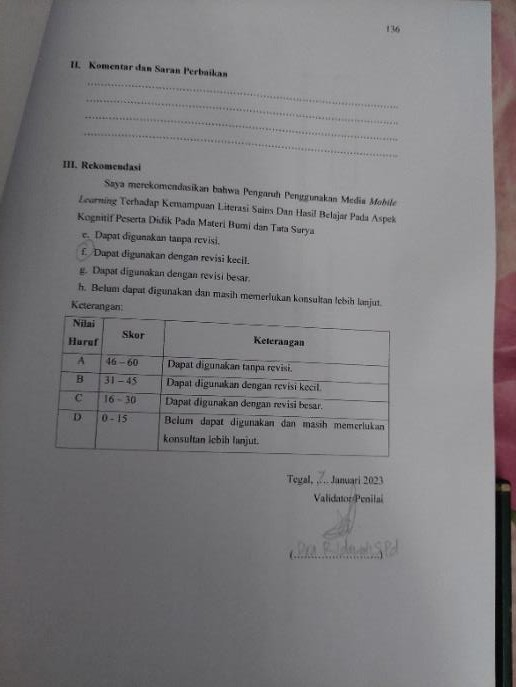 136
II. Komentar dan Saran Perbaikan
III. Rekomendasi
Saya merekomendasikan bahwa Pengaruh Penggunakan Media Mobile
Learning Terhadap Kemampuan Literasi Sains Dan Hasil Belajar Pada Aspek
Kognitif Peserta Didik Pada Materi Bumi dan Tata Surya
e. Dapat digunakan tanpa revisi.
f. Dapat digunakan dengan revisi kecil.
g. Dapat digunakan dengan revisi besar.
h. Belum dapat digunakan dan masih memerlukan konsultan lebih lanjut.
Keterangan:
Nilai Huruf Skor Keterangan
A 46 – 60 Dapat digunakan tanpa revisi.
B 31 – 45 Dapat digunakan dengan revisi kecil.
C 16 – 30 Dapat digunakan dengan revisi besar.
D 0 - 15 Belum dapat digunakan dan masih memerlukan
konsultan lebih lanjut.
Tegal, 7 Januari 2023
Validator/Penilai